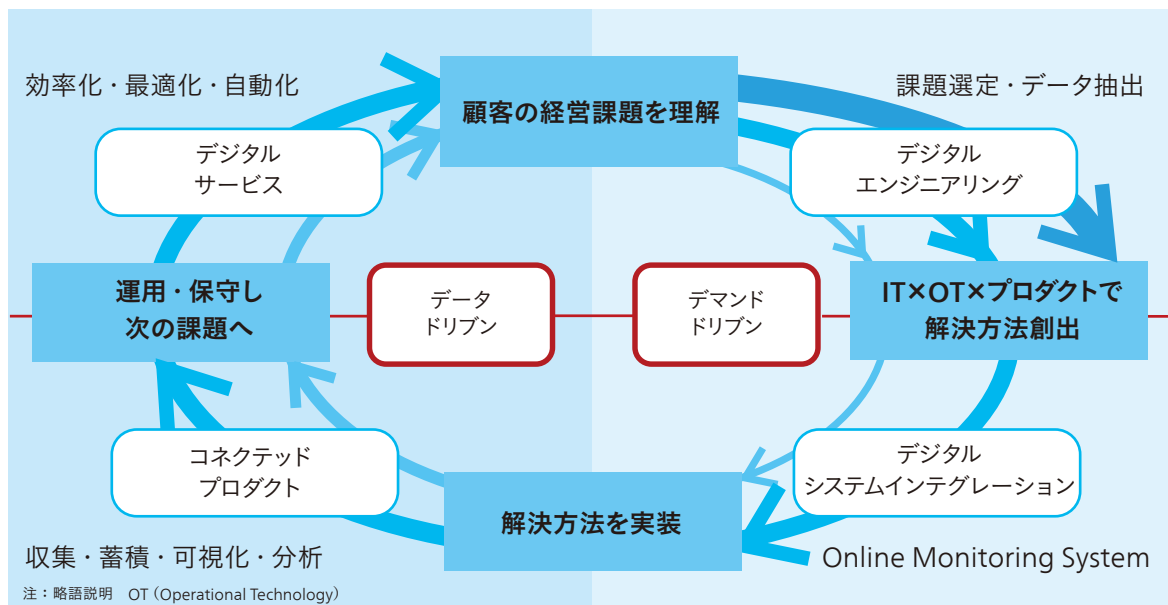 効率化・最適化・自動化
顧客の経営課題を理解
課題選定・データ抽出
デジタル
サービス
デジタル
エンジニアリング
運用・保守し
次の課題へ
データ
ドリブン
デマンド
ドリブン
IT×OT×プロダクトで
解決方法創出
コネクテッド
プロダクト
解決方法を実装
デジタル
システムインテグレーション
収集・蓄積・可視化・分析
Online Monitoring System
注：略語説明　OT（Operational Technology）